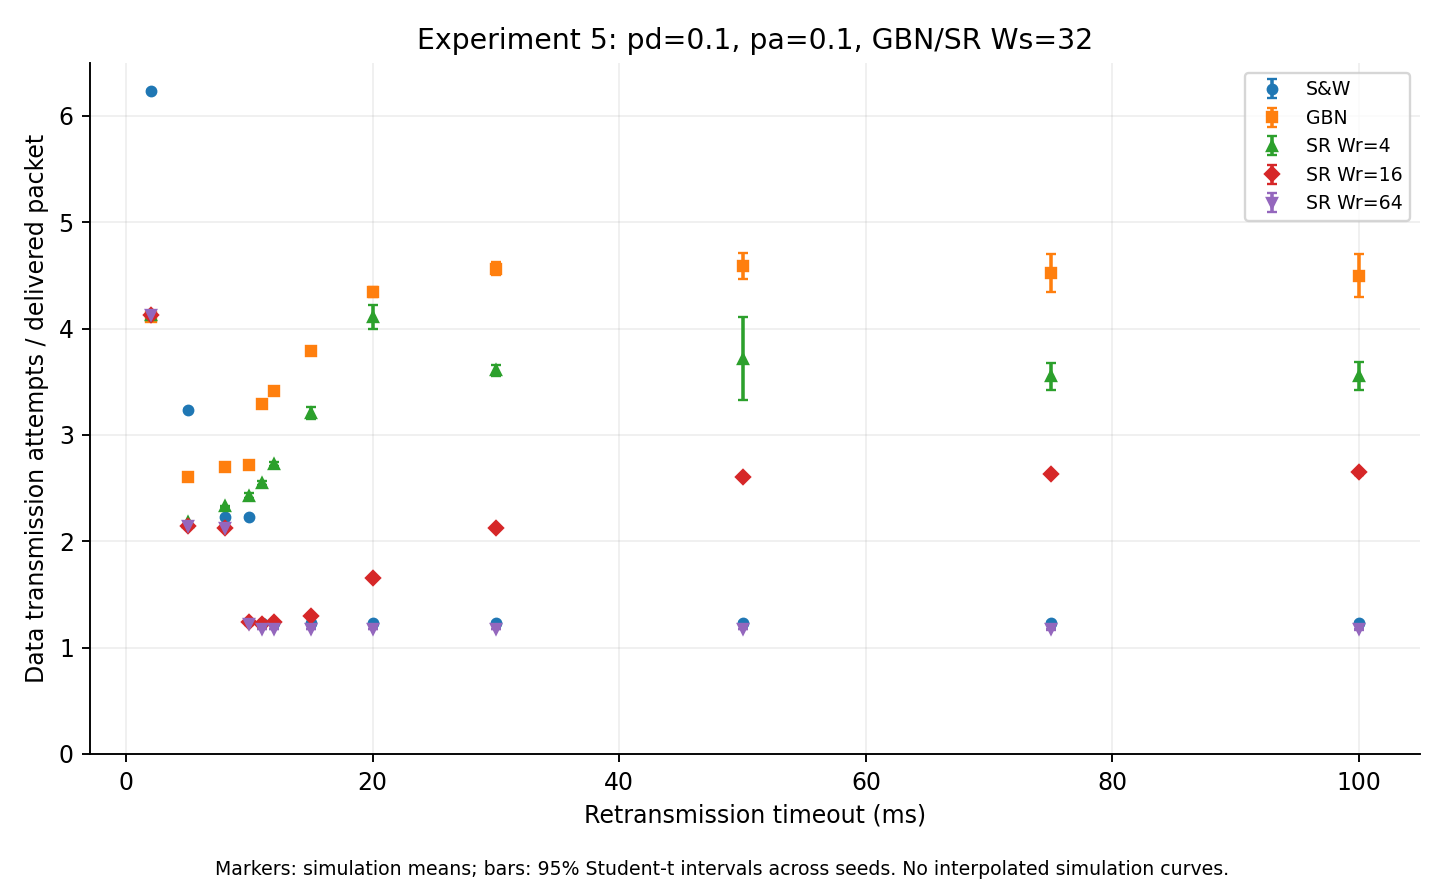 Experiment 5: pd=0.1, pa=0.1, GBN/SR Ws=32
S&W
GBN
SR Wr=4
SR Wr=16
SR Wr=64
Data transmission attempts / delivered packet
6
5
4
3
2
1
0
0 20 40 60 80 100
Retransmission timeout (ms)
Markers: simulation means; bars: 95% Student-t intervals across seeds. No interpolated simulation curves.